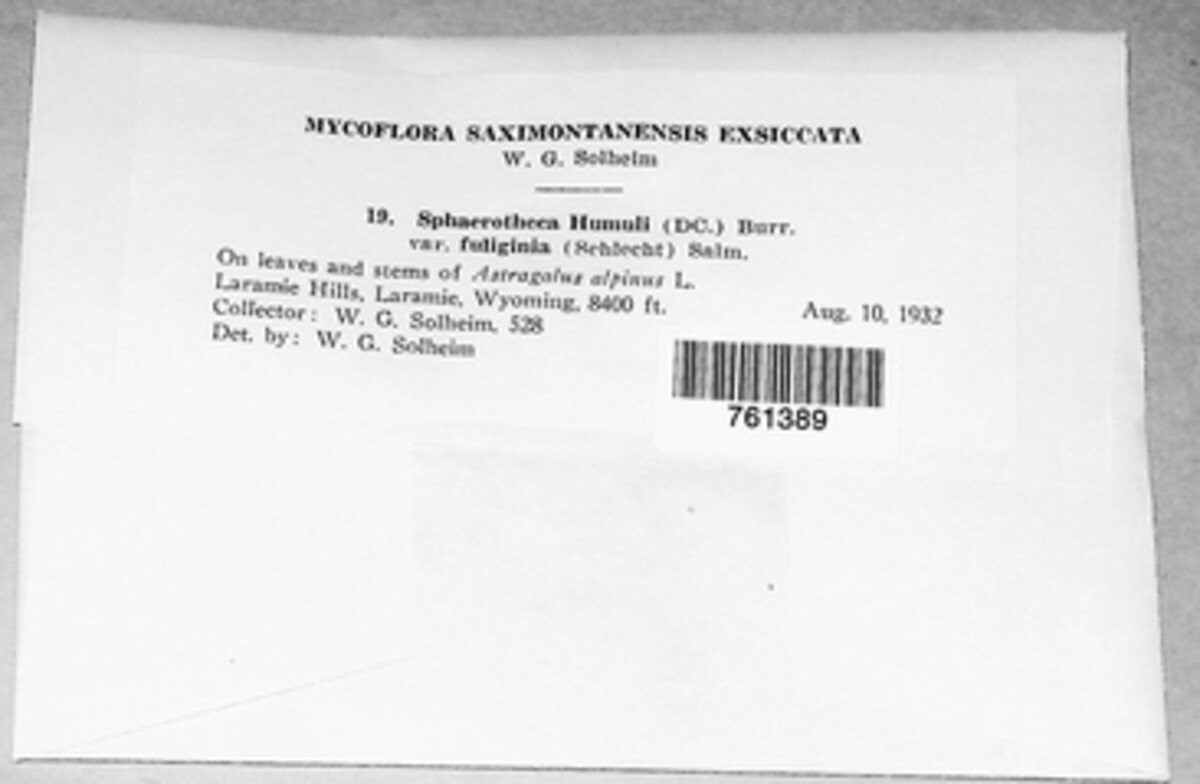 MYCOFLORA SAXIMONTANENSIS EXSICCATA
W. G. Solheim
19. Sphaerotheca Humuli (DC.) Burr.
var. fuliginia (Schlecht) Salm.
On leaves and stems of Astragalus alpinus L.
Laramie Hills, Laramie, Wyoming, 8400 ft. Aug. 10, 1932
Collector: W. G. Solheim, 528
Det. by: W. G. Solheim
761389